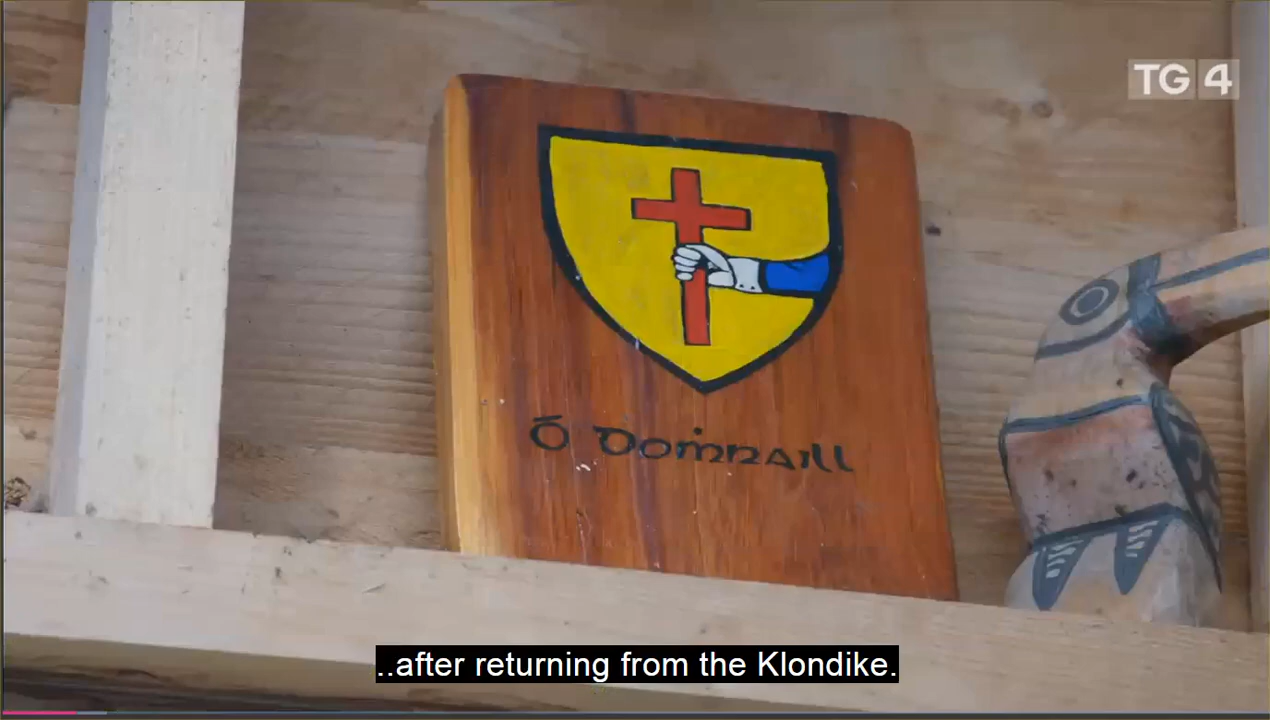 TG4
Ó Doṁnaill
..after returning from the Klondike.